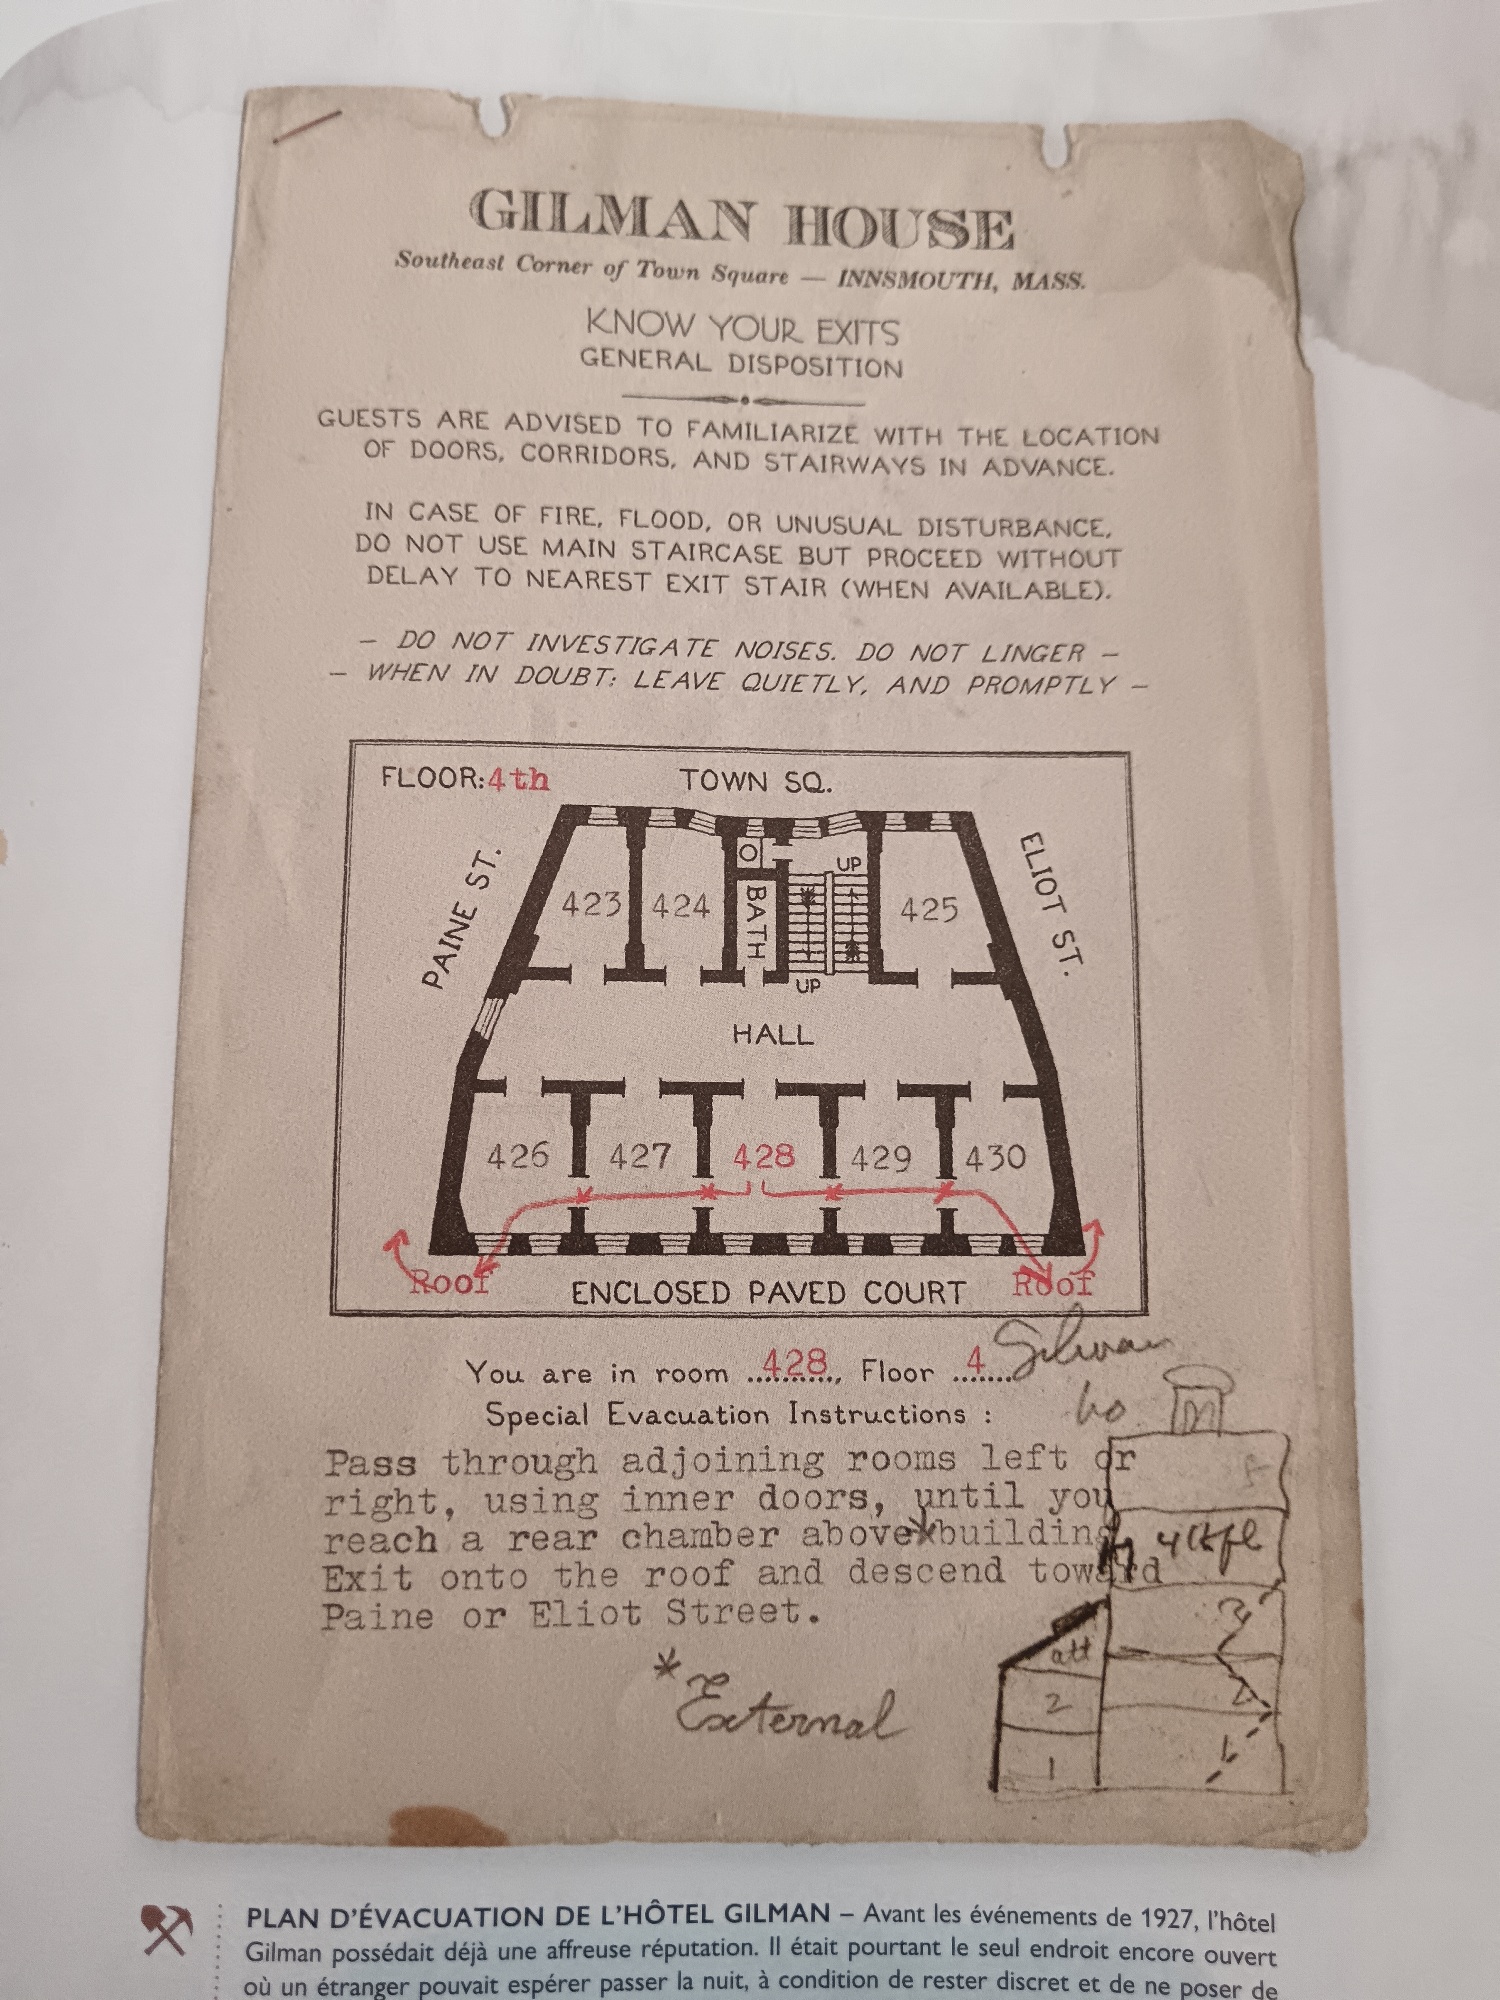 GILMAN HOUSE
Southeast Corner of Town Square — INNSMOUTH, MASS.
KNOW YOUR EXITS
GENERAL DISPOSITION
GUESTS ARE ADVISED TO FAMILIARIZE WITH THE LOCATION
OF DOORS, CORRIDORS, AND STAIRWAYS IN ADVANCE.
IN CASE OF FIRE, FLOOD, OR UNUSUAL DISTURBANCE,
DO NOT USE MAIN STAIRCASE BUT PROCEED WITHOUT
DELAY TO NEAREST EXIT STAIR (WHEN AVAILABLE).
— DO NOT INVESTIGATE NOISES. DO NOT LINGER —
— WHEN IN DOUBT: LEAVE QUIETLY, AND PROMPTLY —
FLOOR: 4th
TOWN SQ.
PAINE ST.
ELIOT ST.
UP
423 424 BATH 425
UP
HALL
426 427 428 429 430
Roof ENCLOSED PAVED COURT Roof
You are in room 428, Floor 4
Gilman
ho
Special Evacuation Instructions :
Pass through adjoining rooms left or
right, using inner doors, until you
reach a rear chamber above*building
Exit onto the roof and descend toward
Paine or Eliot Street.
*External
my 4th fl
3
att
2 2
1 1
PLAN D'ÉVACUATION DE L'HÔTEL GILMAN – Avant les événements de 1927, l'hôtel
Gilman possédait déjà une affreuse réputation. Il était pourtant le seul endroit encore ouvert
où un étranger pouvait espérer passer la nuit, à condition de rester discret et de ne poser de